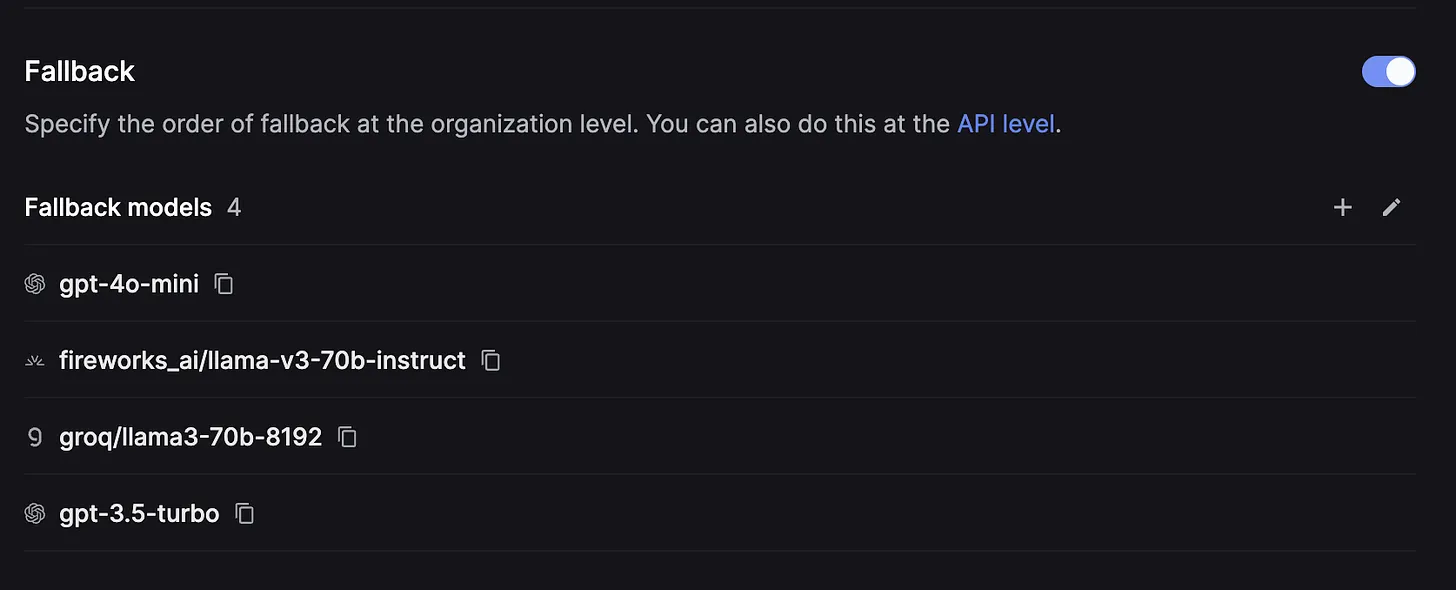 Fallback
Specify the order of fallback at the organization level. You can also do this at the API level.
Fallback models 4
gpt-4o-mini
fireworks_ai/llama-v3-70b-instruct
groq/llama3-70b-8192
gpt-3.5-turbo